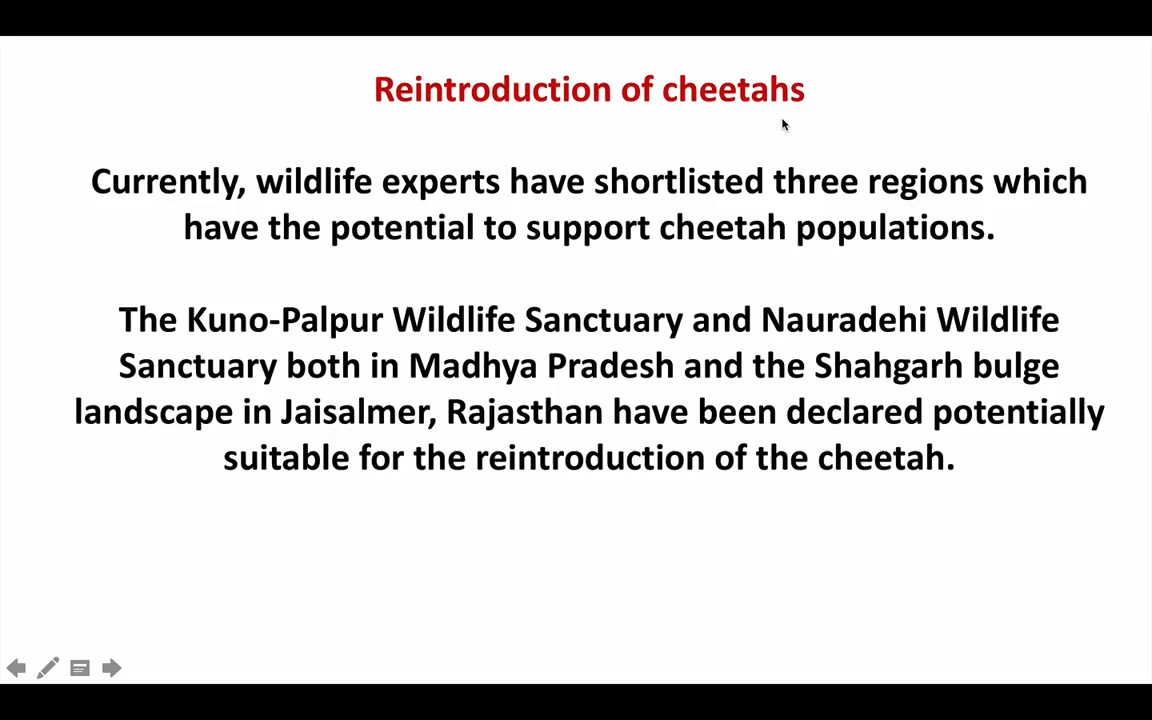 Reintroduction of cheetahs
Currently, wildlife experts have shortlisted three regions which
have the potential to support cheetah populations.
The Kuno-Palpur Wildlife Sanctuary and Nauradehi Wildlife
Sanctuary both in Madhya Pradesh and the Shahgarh bulge
landscape in Jaisalmer, Rajasthan have been declared potentially
suitable for the reintroduction of the cheetah.